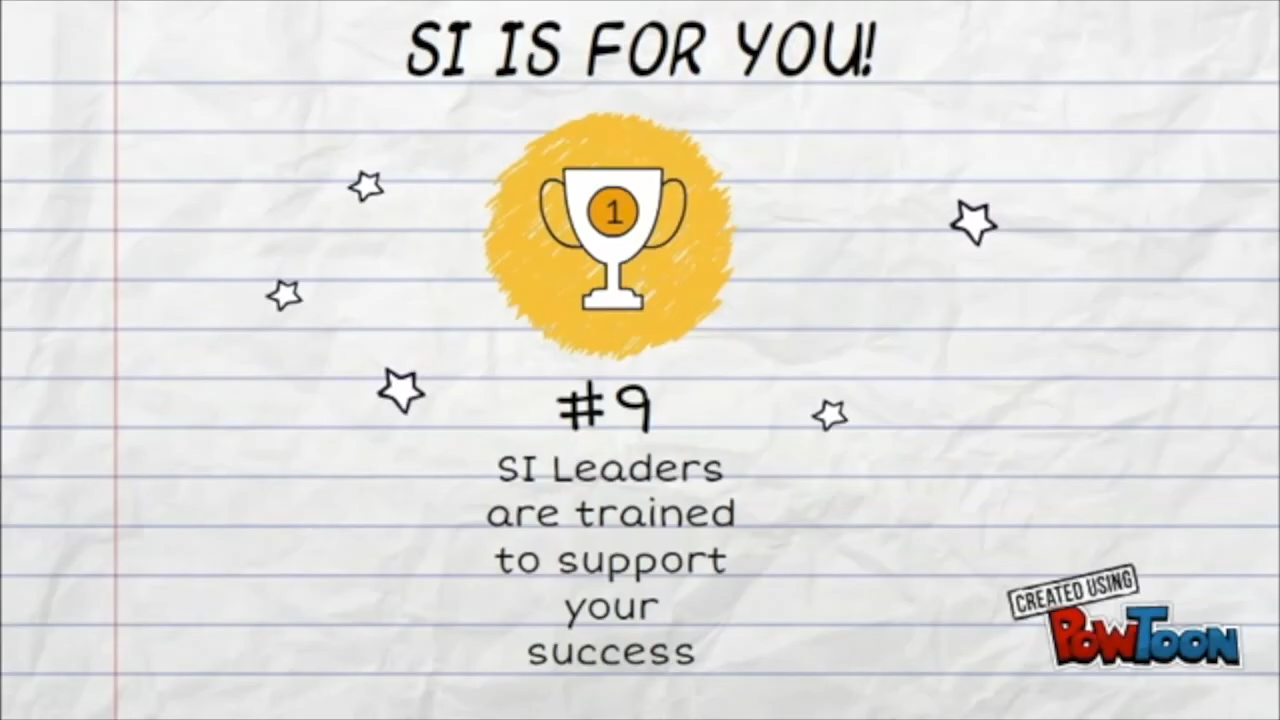 SI IS FOR YOU!
1
#9
SI Leaders
are trained
to support
your
success
CREATED USING
POWTOON